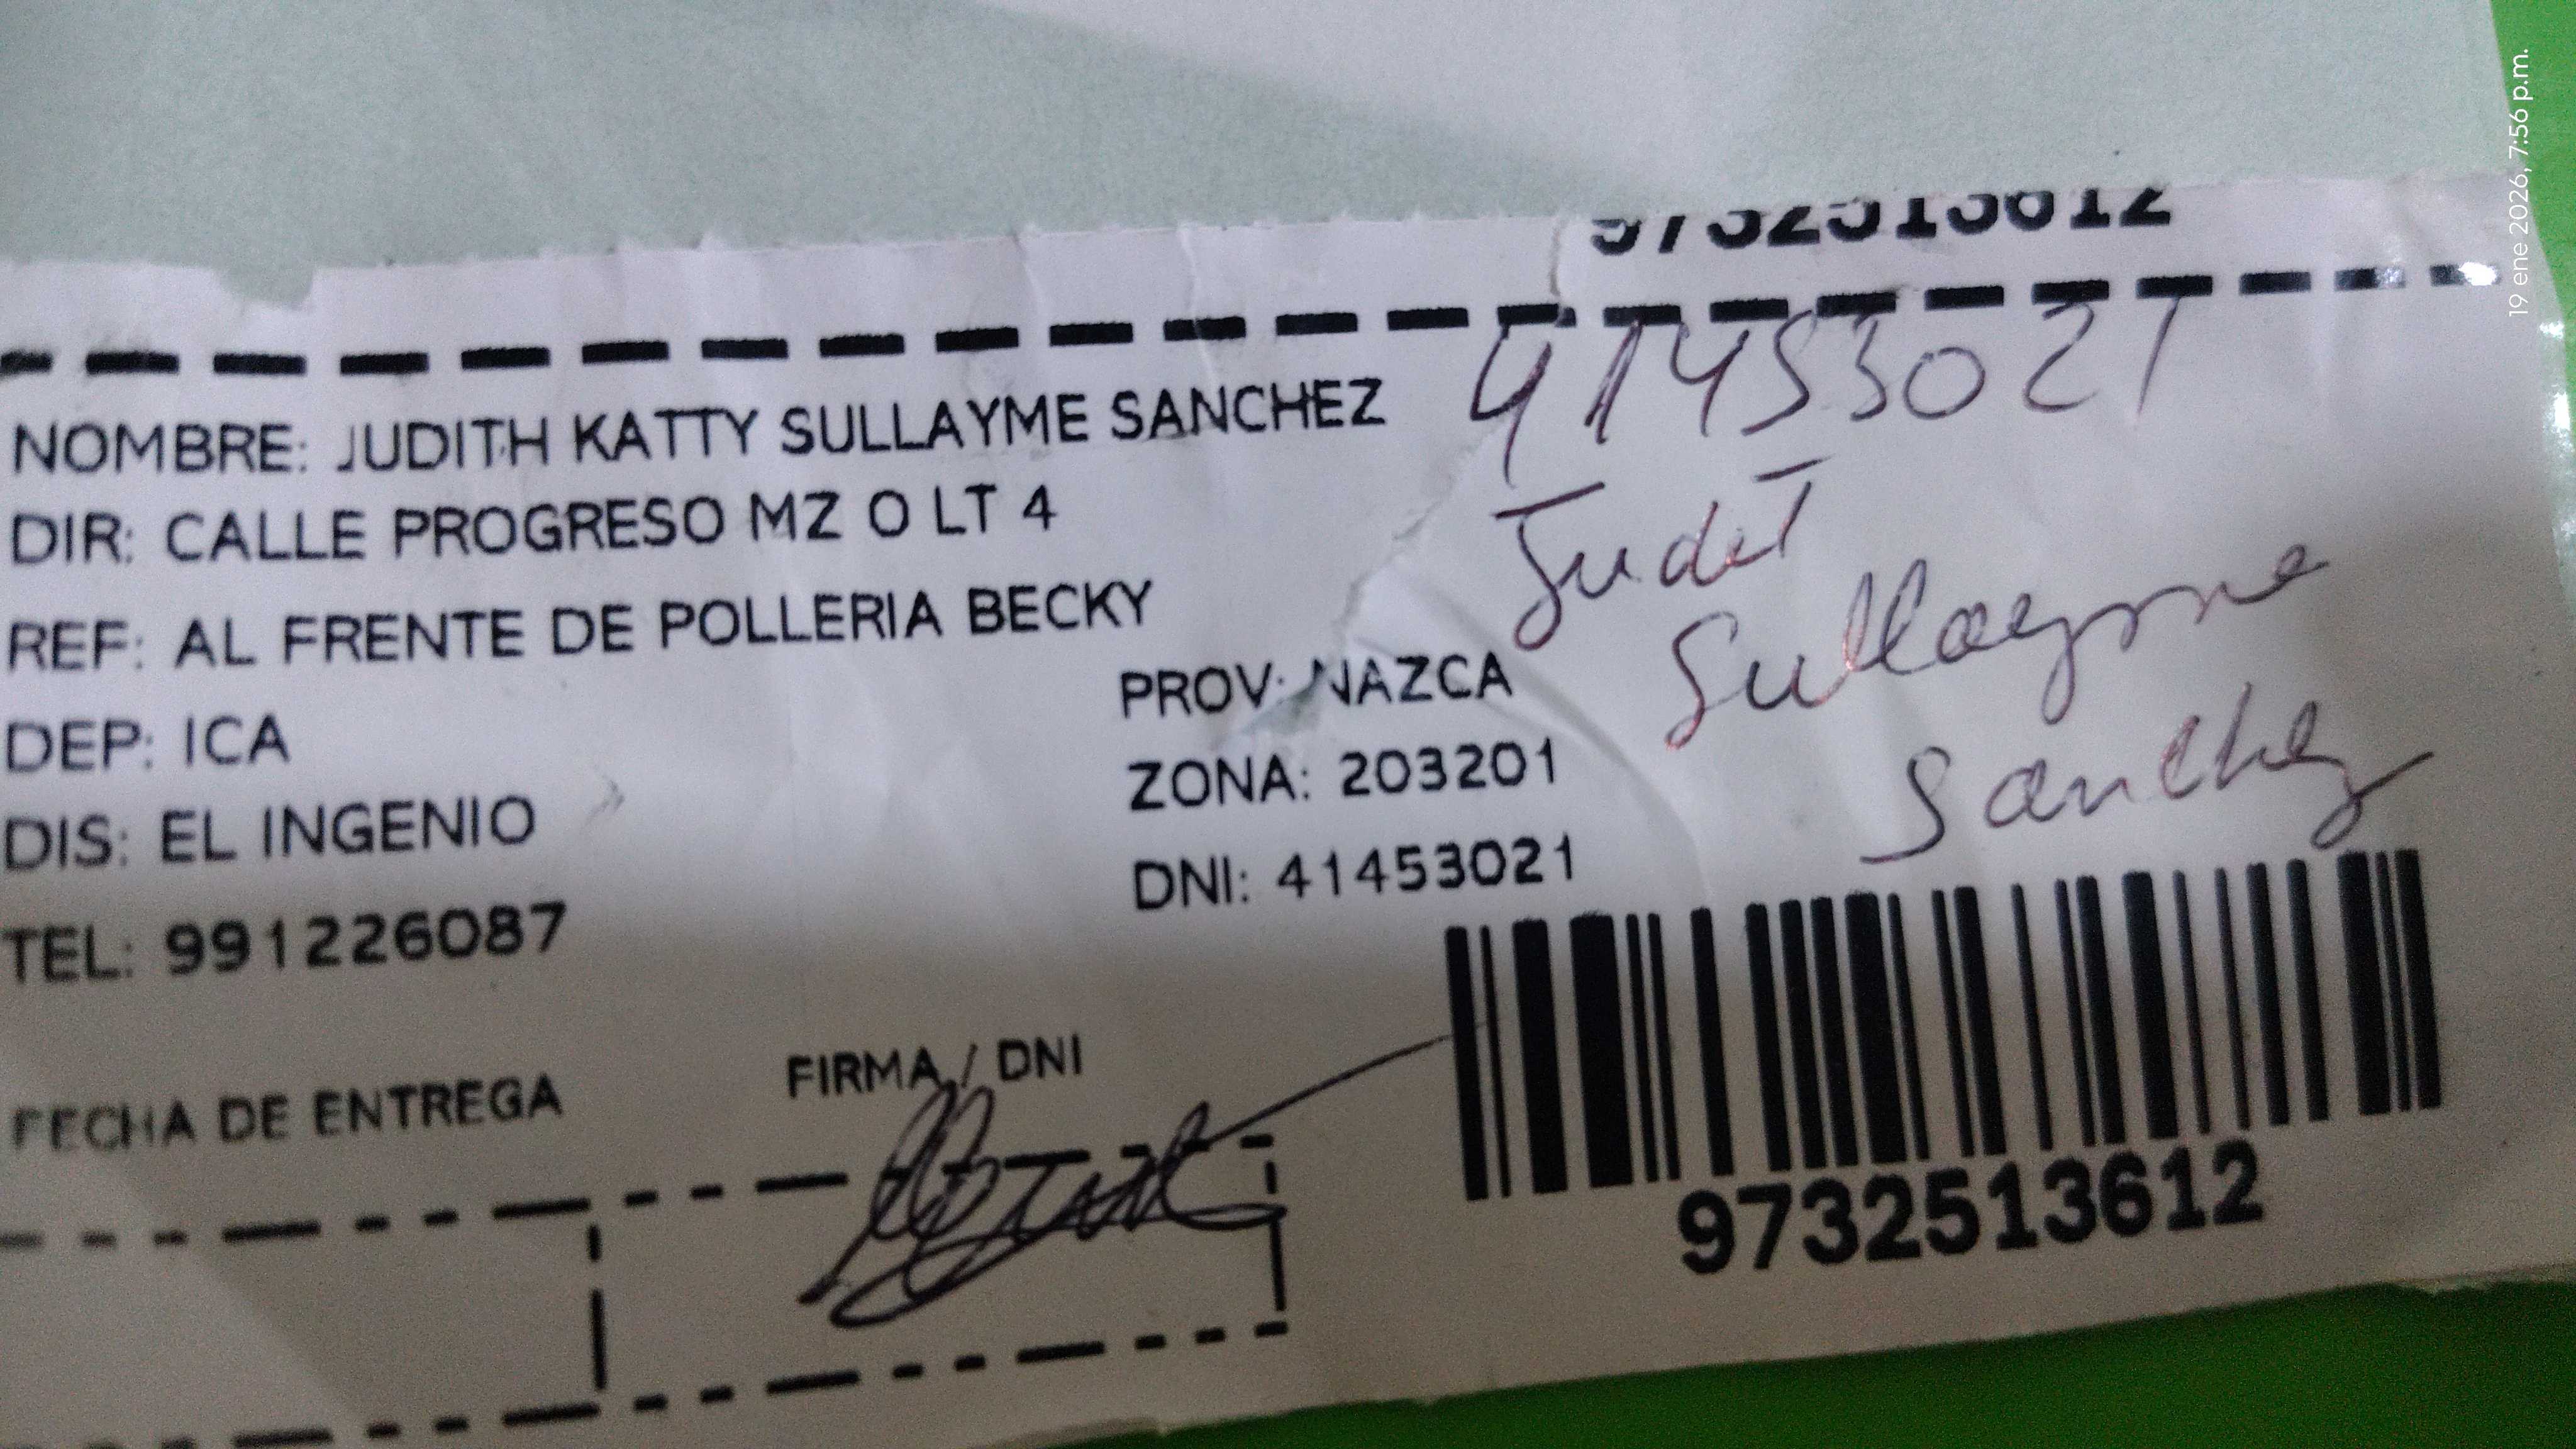 9732513612
41453021
NOMBRE: JUDITH KATTY SULLAYME SANCHEZ
Judit
DIR: CALLE PROGRESO MZ O LT 4
Sullayme
REF: AL FRENTE DE POLLERIA BECKY
Sanchez
DEP: ICA
PROV: NAZCA
DIS: EL INGENIO
ZONA: 203201
TEL: 991226087
DNI: 41453021
FECHA DE ENTREGA
FIRMA / DNI
9732513612
19 ene 2026, 7:56 p.m.